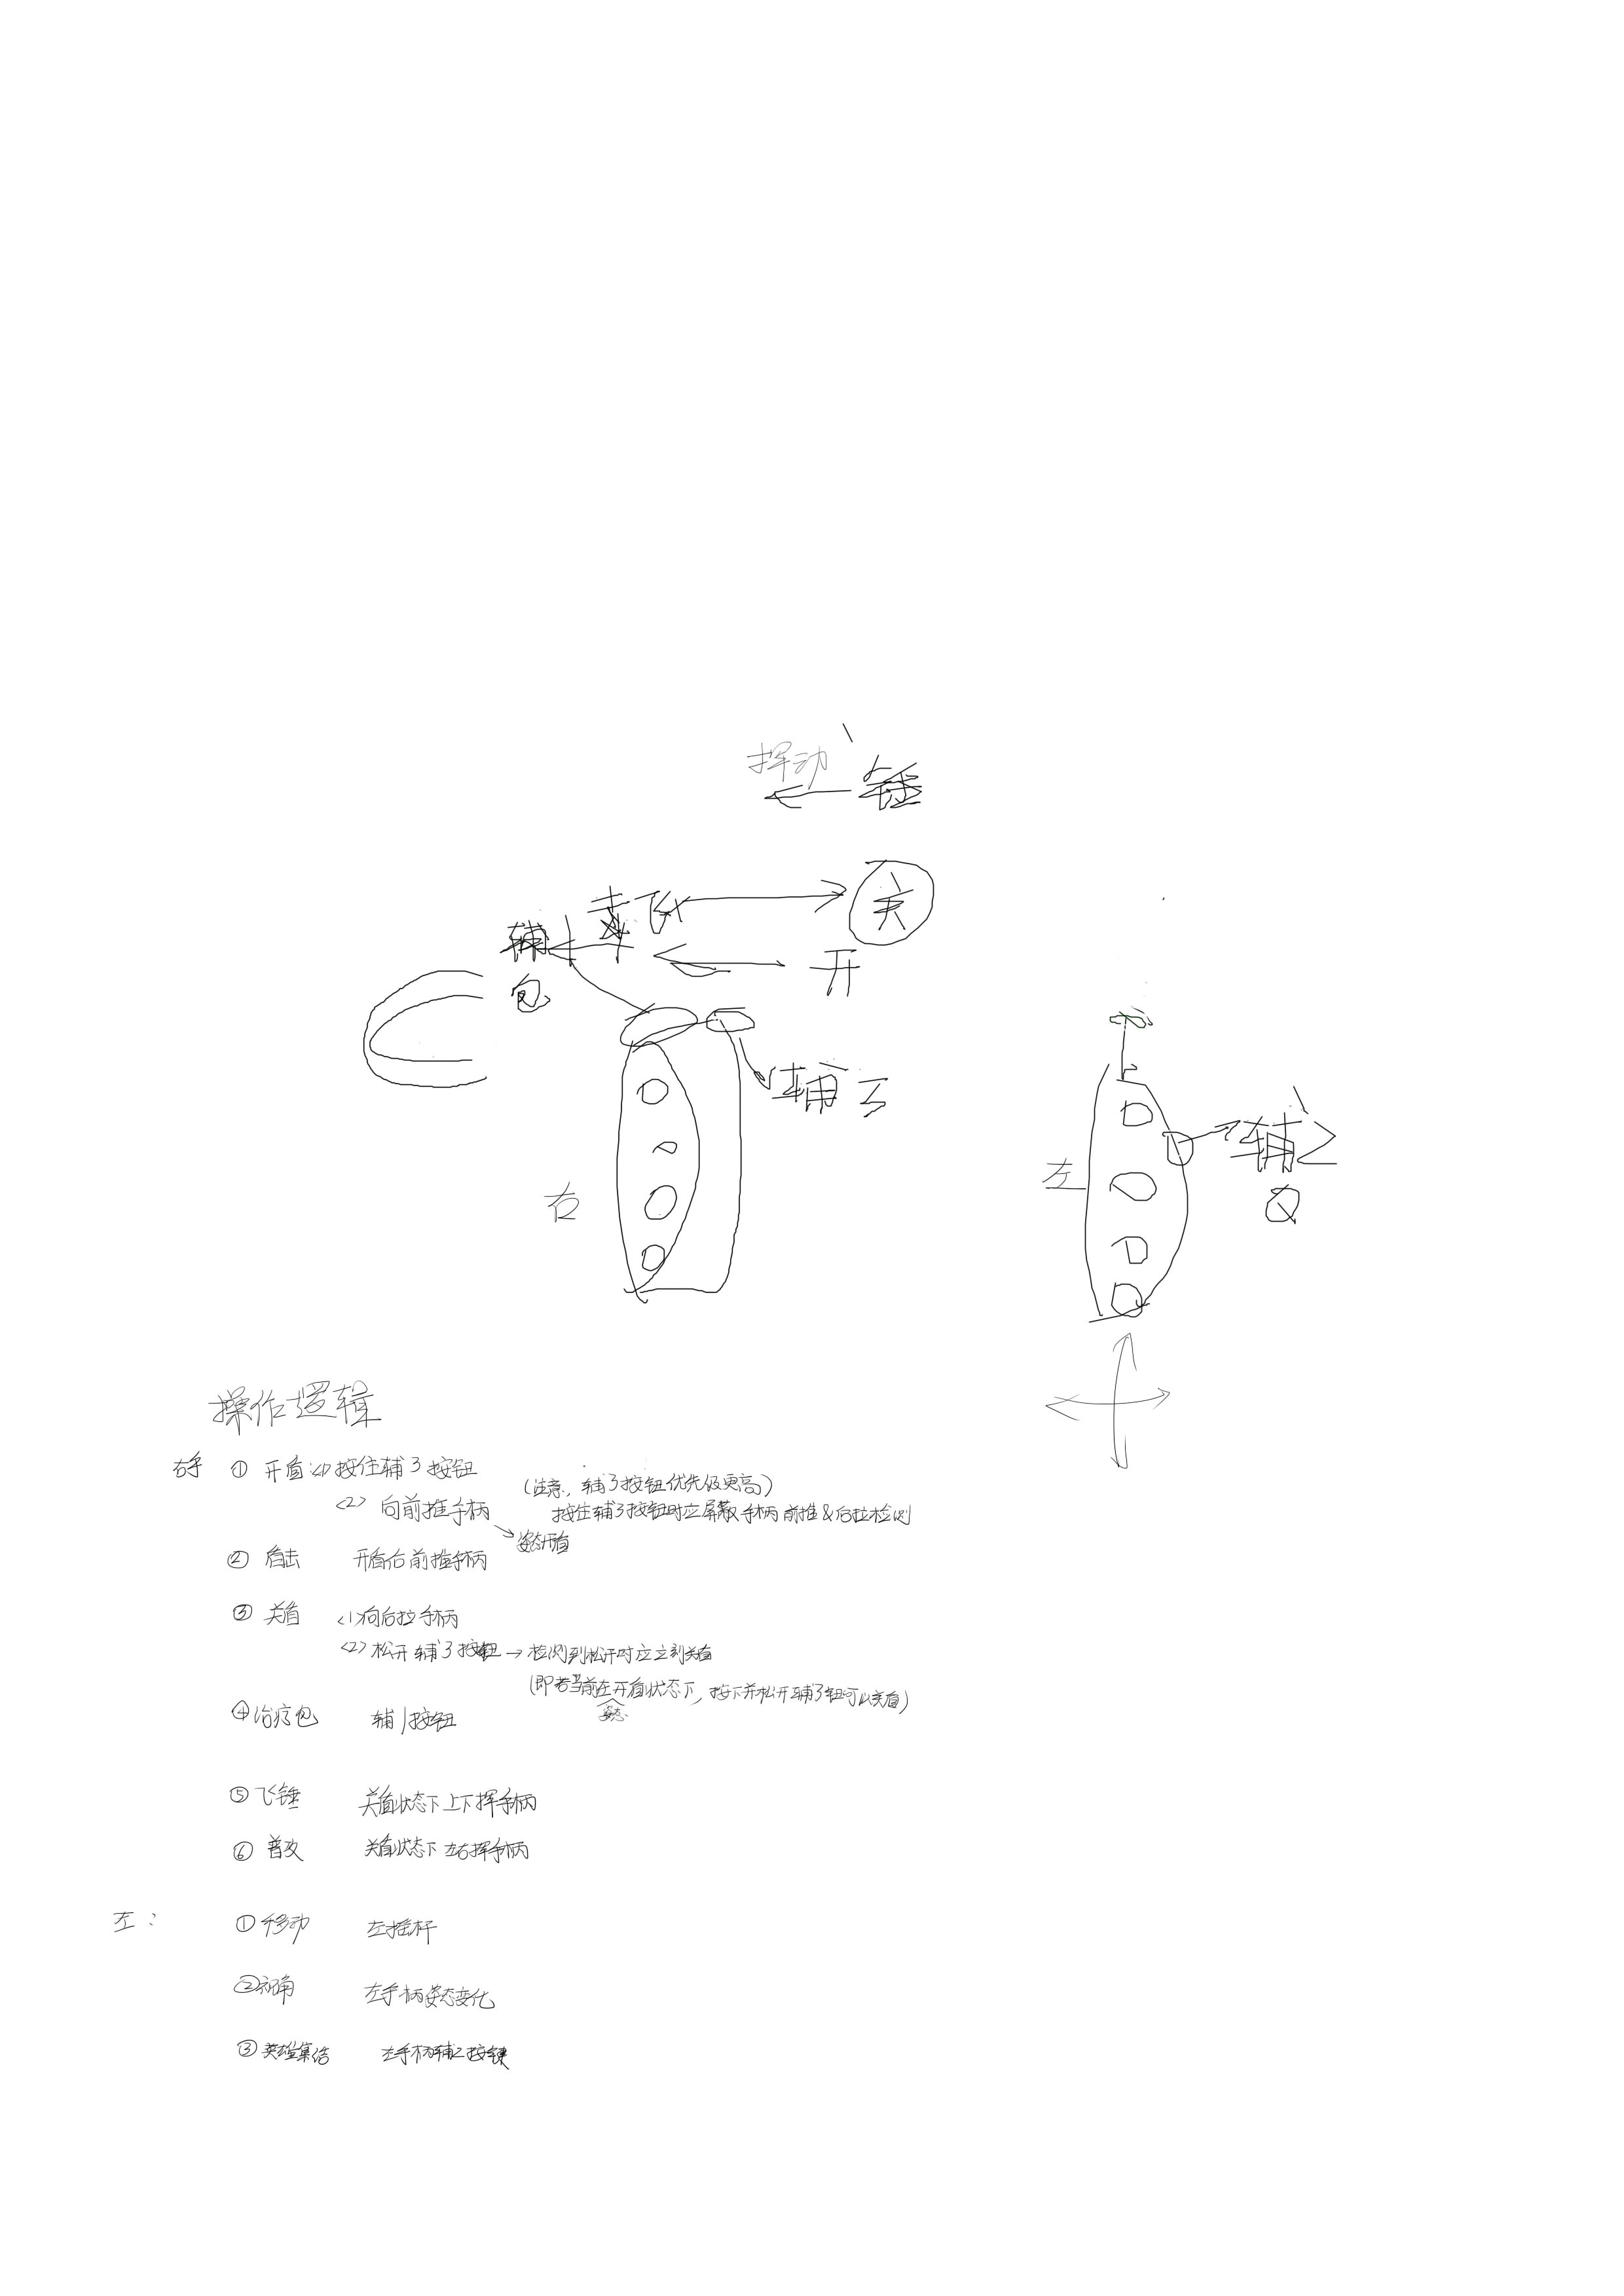 挥动
锤
关
开
辅1
包
辅3
右
左
辅2
Q
操作逻辑
右手 ① 开盾 <1> 按住辅3按钮
(注意，辅3按钮优先级更高)
<2> 向前推手柄
按住辅3按钮时应屏蔽手柄前推&后拉检测
姿态开盾
② 盾击 开盾后前推手柄
③ 关盾 <1>向后拉手柄
<2>松开辅3按钮→检测到松开时应立刻关盾
(即若当前在开盾状态下，按下并松开辅3钮可以关盾)
姿态
④治疗包 辅1按钮
⑤飞锤 关盾状态下上下挥手柄
⑥ 普攻 关盾状态下左右挥手柄
左： ①移动 左摇杆
②视角 左手柄姿态变化
③英雄集结 左手柄辅2按键